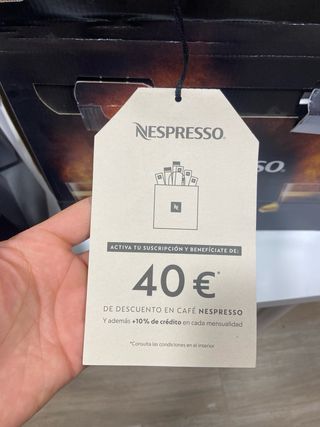 NESPRESSO.
N
ACTIVA TU SUSCRIPCIÓN Y BENEFÍCIATE DE:
40 €*
DE DESCUENTO EN CAFÉ NESPRESSO
Y además +10% de crédito en cada mensualidad
*Consulta las condiciones en el interior
SO.